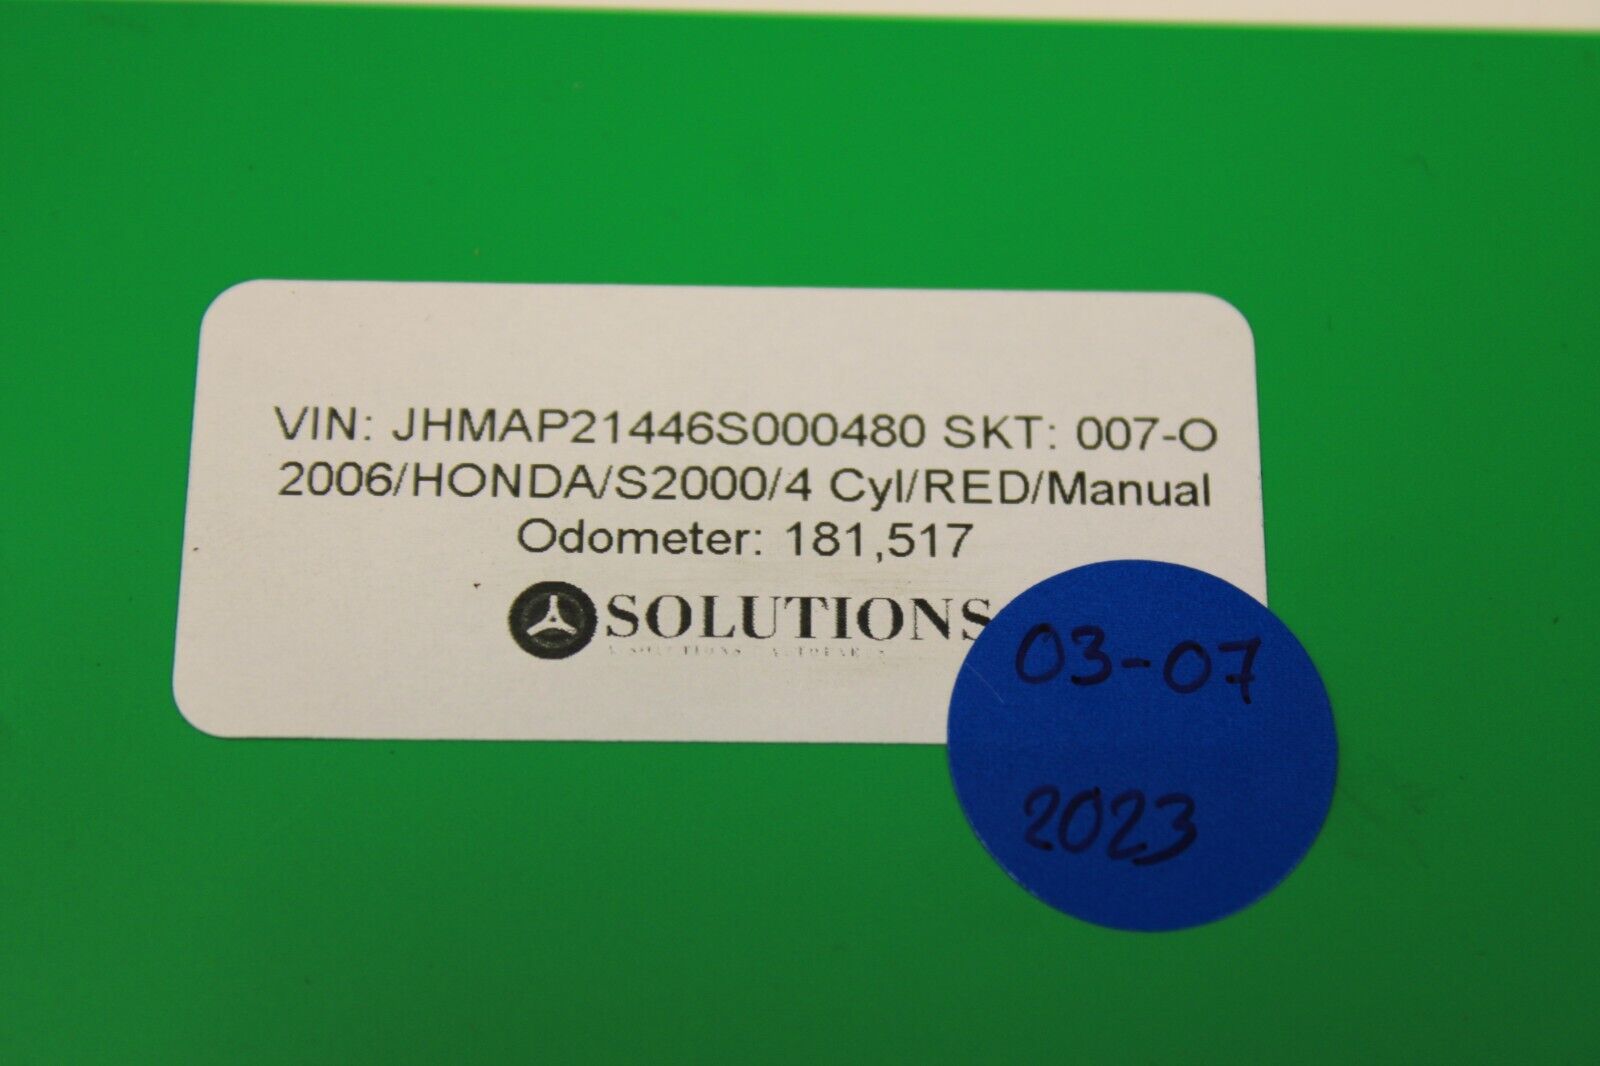 VIN: JHMAP21446S000480 SKT: 007-O
2006/HONDA/S2000/4 Cyl/RED/Manual
Odometer: 181,517
SOLUTIONS
03-07
2023